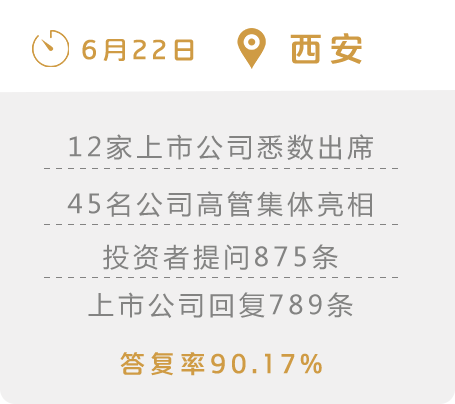 6月22日 西安
12家上市公司悉数出席
45名公司高管集体亮相
投资者提问875条
上市公司回复789条
答复率90.17%